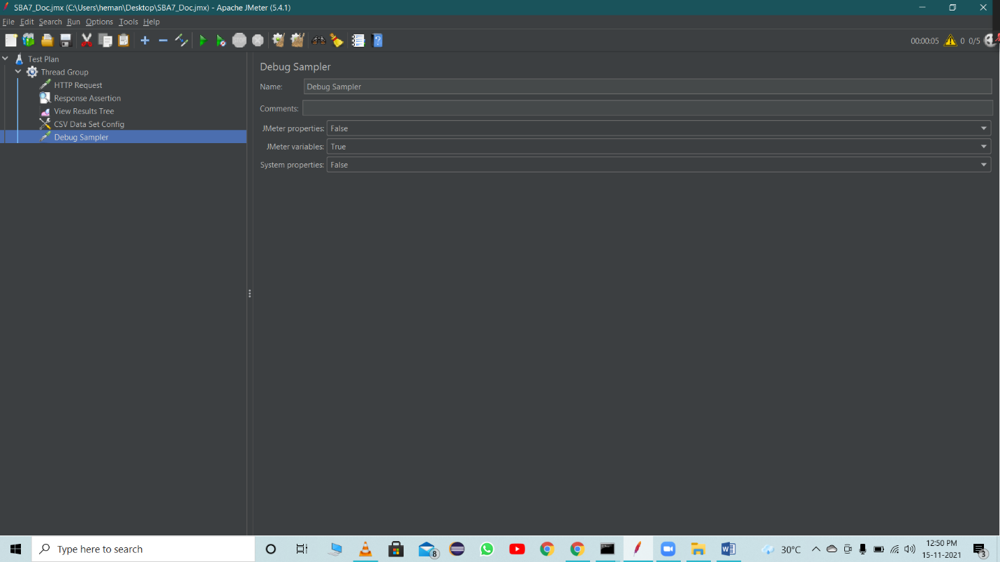 SBA7_Doc.jmx (C:\Users\heman\Desktop\SBA7_Doc.jmx) - Apache JMeter (5.4.1)
File Edit Search Run Options Tools Help
00:00:05 0 0/5
Test Plan
Thread Group
HTTP Request
Response Assertion
View Results Tree
CSV Data Set Config
Debug Sampler
Debug Sampler
Name: Debug Sampler
Comments:
JMeter properties: False
JMeter variables: True
System properties: False
Type here to search
8
30°C
12:50 PM
15-11-2021
3